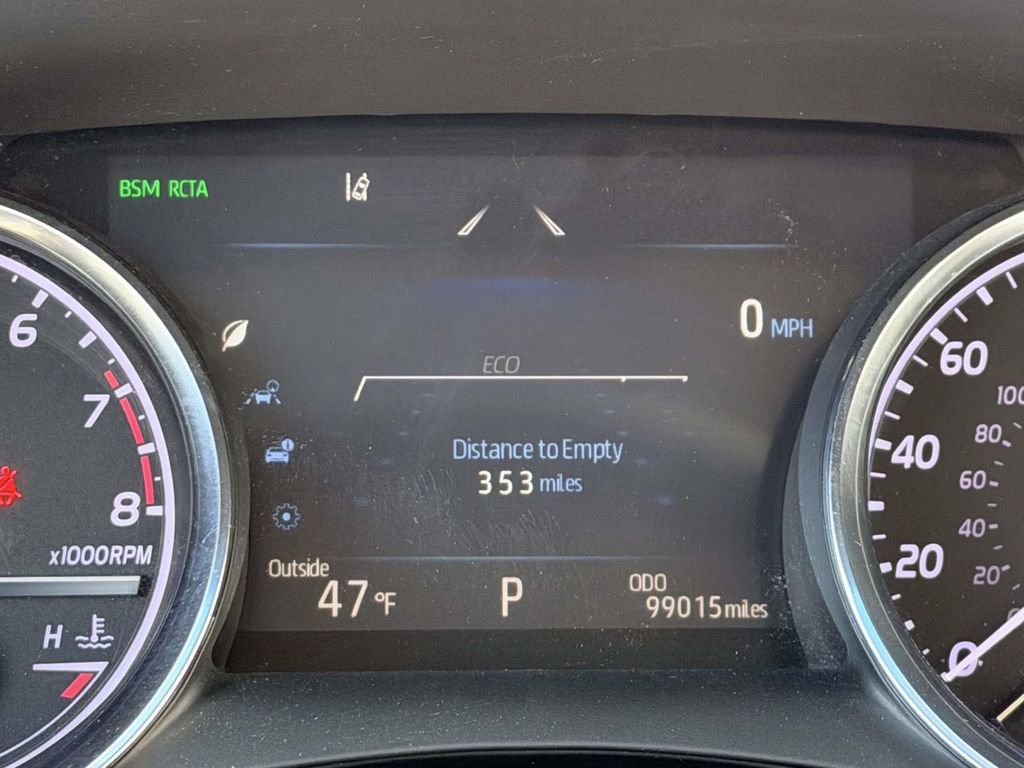 BSM RCTA
0 MPH
ECO
Distance to Empty
353 miles
Outside
47°F
P
ODO
99015 miles
6
7
8
x1000RPM
H
60
40
20
0
80
60
40
20